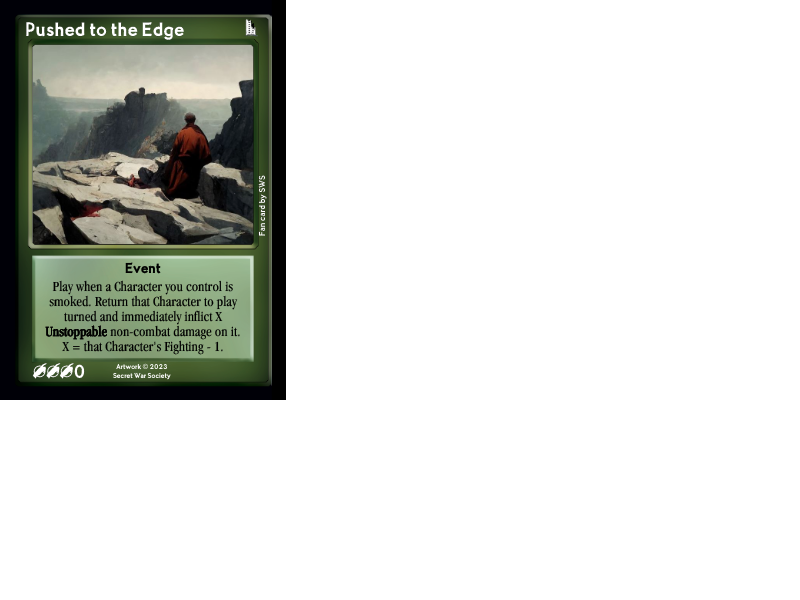 Pushed to the Edge
Fan card by SWS
Event
Play when a Character you control is
smoked. Return that Character to play
turned and immediately inflict X
Unstoppable non-combat damage on it.
X = that Character's Fighting - 1.
0
Artwork © 2023
Secret War Society